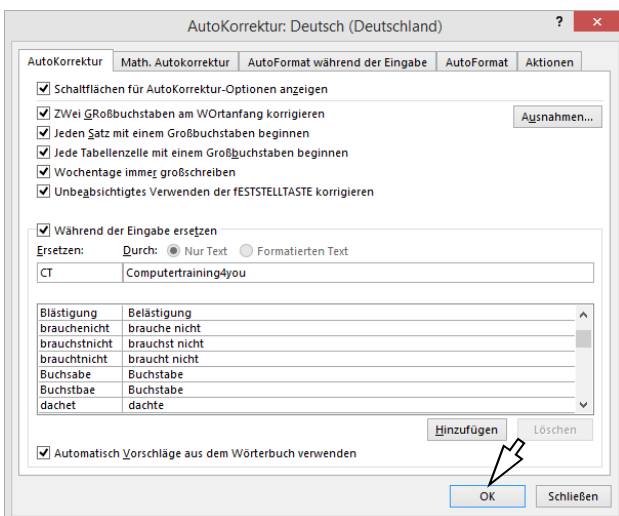 AutoKorrektur: Deutsch (Deutschland) ? ×
AutoKorrektur Math. Autokorrektur AutoFormat während der Eingabe AutoFormat Aktionen
Schaltflächen für AutoKorrektur-Optionen anzeigen
ZWei GRoßbuchstaben am WOrtanfang korrigieren Ausnahmen...
Jeden Satz mit einem Großbuchstaben beginnen
Jede Tabellenzelle mit einem Großbuchstaben beginnen
Wochentage immer großschreiben
Unbeabsichtigtes Verwenden der fESTSTELLTASTE korrigieren
Während der Eingabe ersetzen
Ersetzen: Durch: Nur Text Formatierten Text
CT Computertraining4you
Blästigung Belästigung
brauchenicht brauche nicht
brauchstnicht brauchst nicht
brauchtnicht braucht nicht
Buchsabe Buchstabe
Buchstbae Buchstabe
dachet dachte
Hinzufügen Löschen
Automatisch Vorschläge aus dem Wörterbuch verwenden
OK Schließen